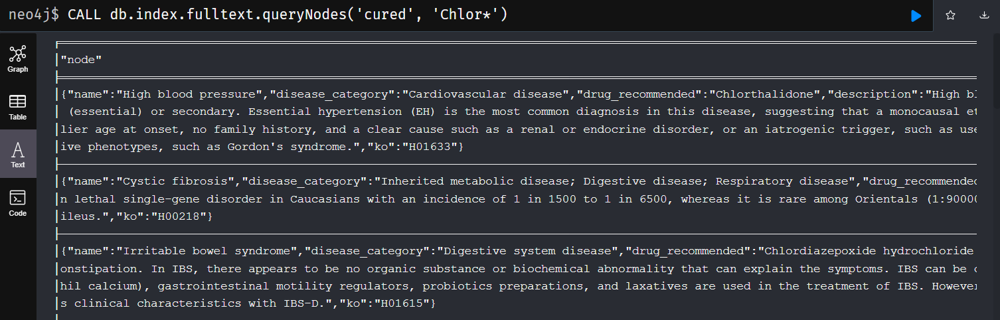 neo4j$ CALL db.index.fulltext.queryNodes('cured', 'Chlor*')
Graph
Table
Text
Code
"node"
{"name":"High blood pressure","disease_category":"Cardiovascular disease","drug_recommended":"Chlorthalidone","description":"High bl
(essential) or secondary. Essential hypertension (EH) is the most common diagnosis in this disease, suggesting that a monocausal et
lier age at onset, no family history, and a clear cause such as a renal or endocrine disorder, or an iatrogenic trigger, such as use
ive phenotypes, such as Gordon's syndrome.","ko":"H01633"}
{"name":"Cystic fibrosis","disease_category":"Inherited metabolic disease; Digestive disease; Respiratory disease","drug_recommended
n lethal single-gene disorder in Caucasians with an incidence of 1 in 1500 to 1 in 6500, whereas it is rare among Orientals (1:90000
ileus.","ko":"H00218"}
{"name":"Irritable bowel syndrome","disease_category":"Digestive system disease","drug_recommended":"Chlordiazepoxide hydrochloride
onstipation. In IBS, there appears to be no organic substance or biochemical abnormality that can explain the symptoms. IBS can be c
hil calcium), gastrointestinal motility regulators, probiotics preparations, and laxatives are used in the treatment of IBS. However
s clinical characteristics with IBS-D.","ko":"H01615"}